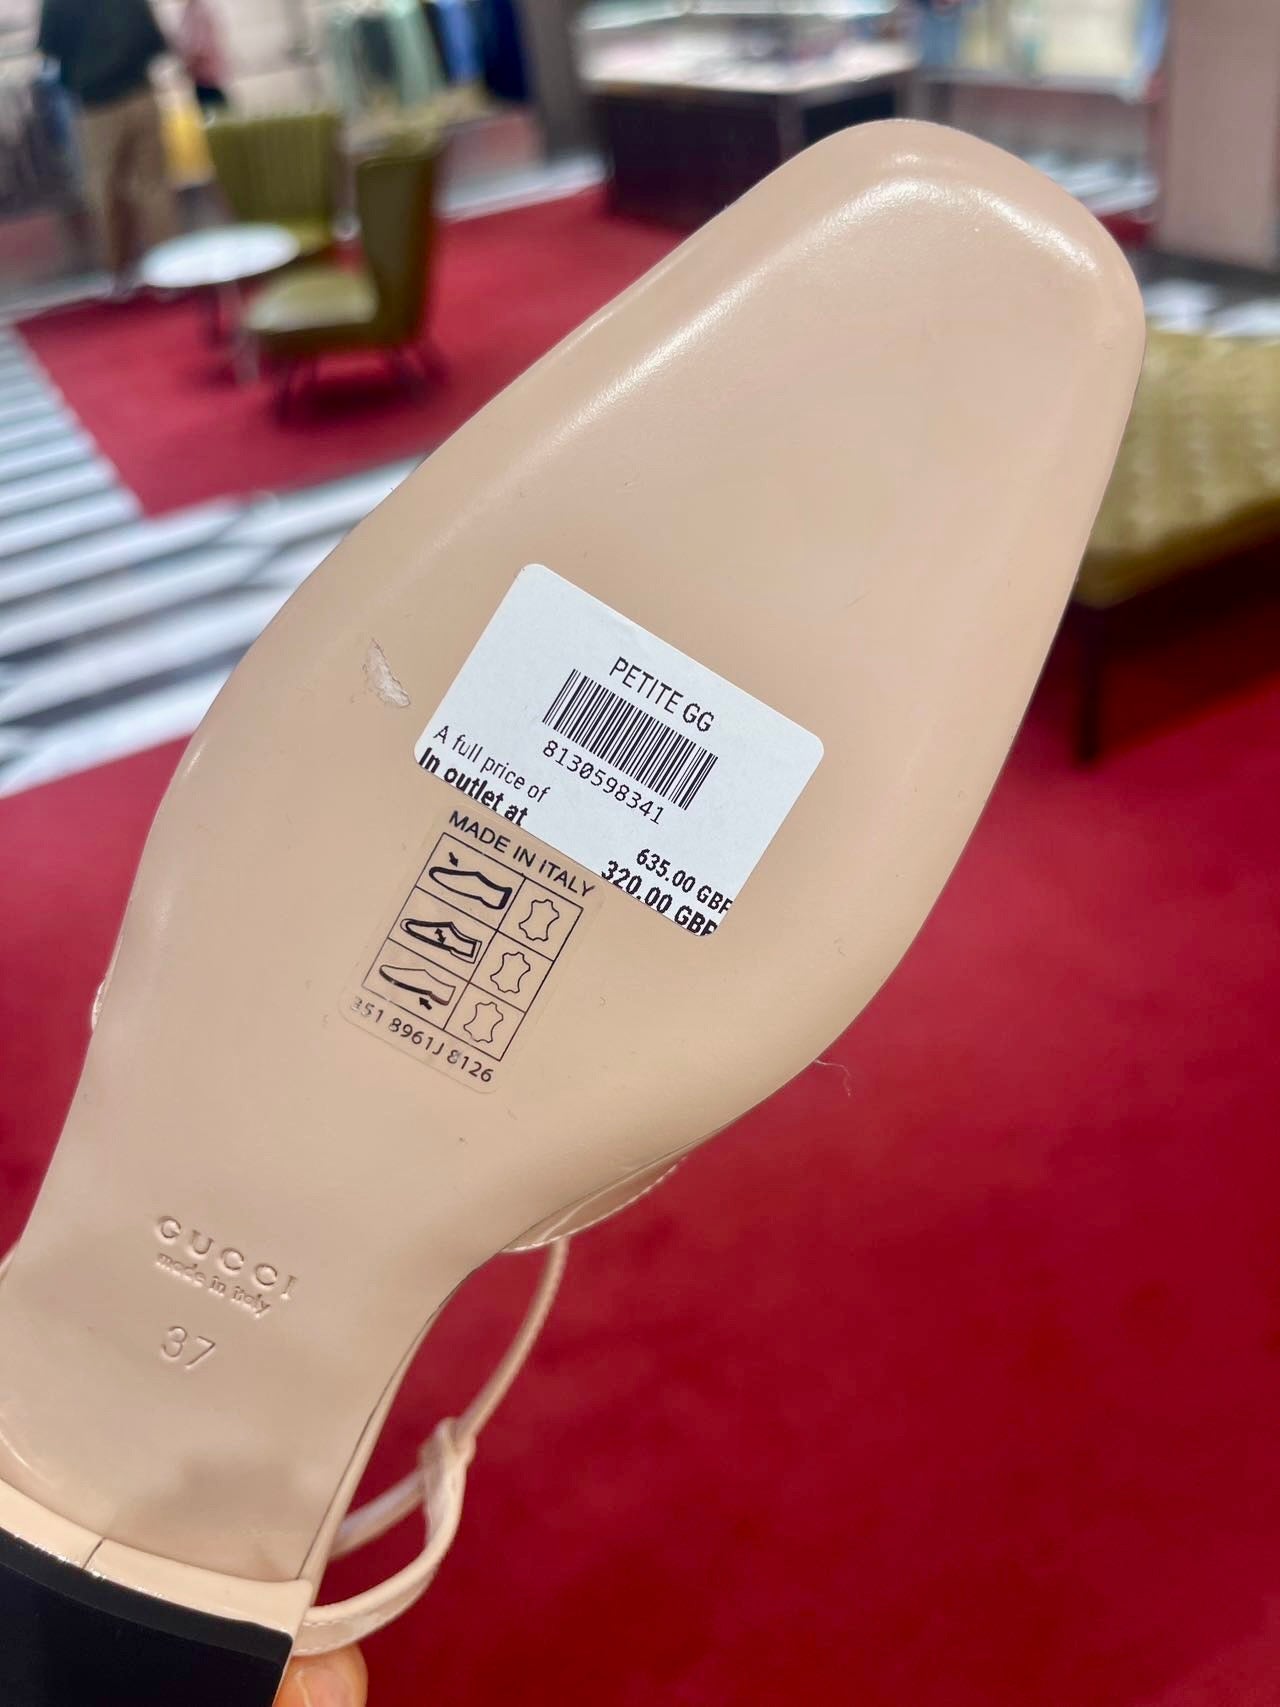 PETITE GG
8130598341
A full price of 635.00 GBP
In outlet at 320.00 GBP
MADE IN ITALY
351 8961J 8126
GUCCI
made in italy
37